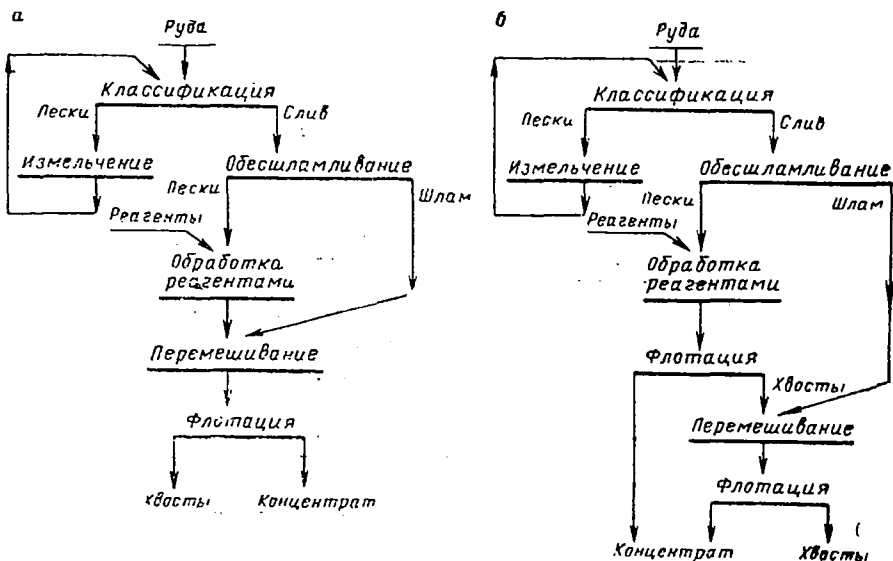 а
Руда
Классификация
Пески
Слив
Измельчение
Обесшламливание
Пески
Шлам
Реагенты
Обработка
реагентами
Перемешивание
Флотация
Хвосты
Концентрат
б
Руда
Классификация
Пески
Слив
Измельчение
Обесшламливание
Пески
Шлам
Реагенты
Обработка
реагентами
Флотация
Хвосты
Перемешивание
Флотация
Концентрат
Хвосты